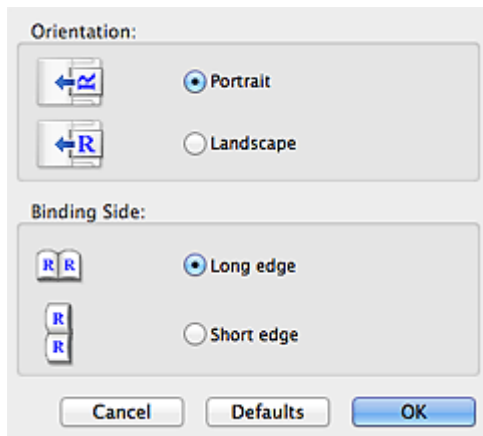 Orientation:
R Portrait
R Landscape
Binding Side:
R R Long edge
R
R Short edge
Cancel Defaults OK